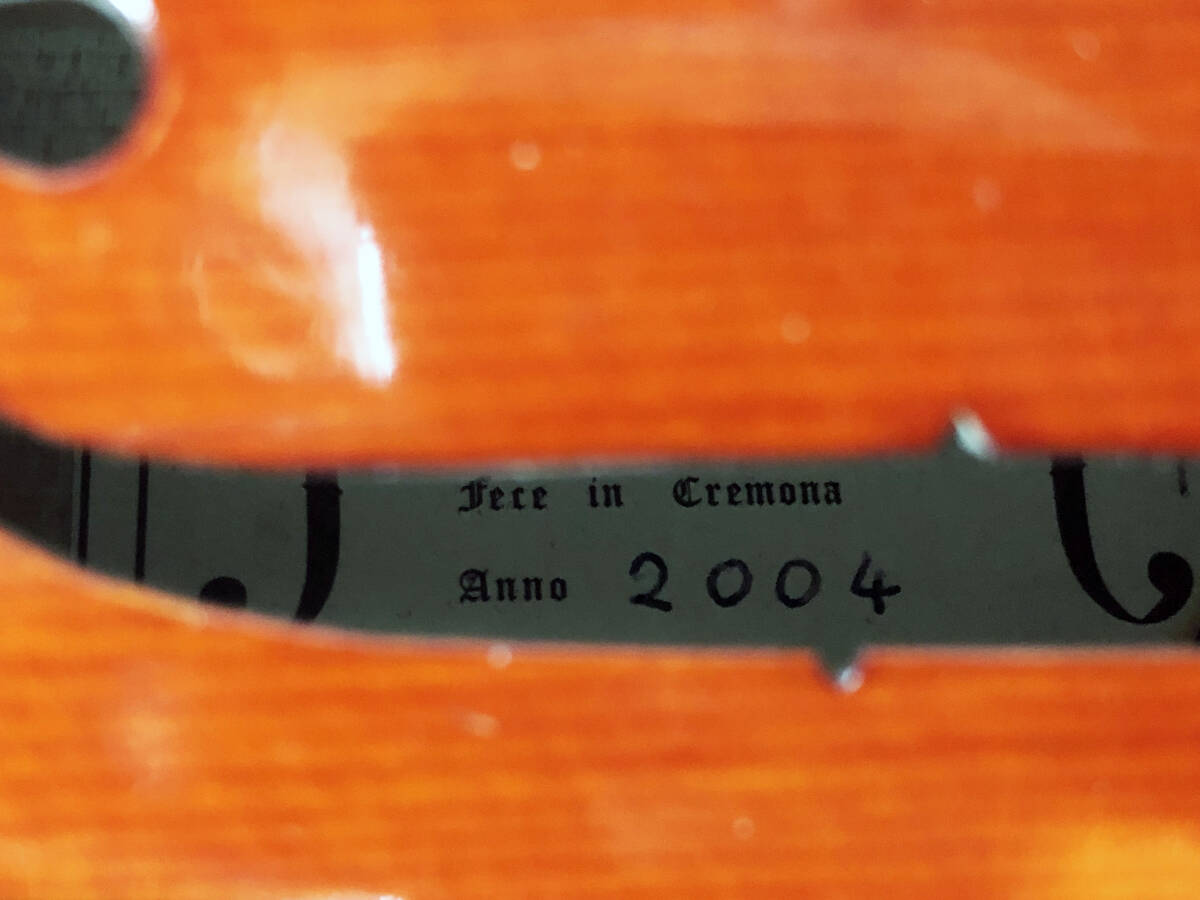 Fece in Cremona
Anno 2004